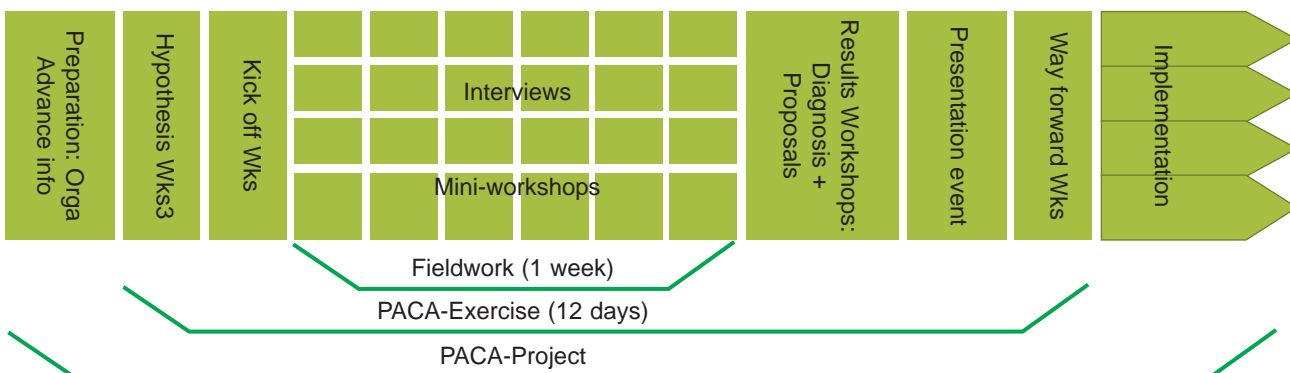 Preparation: Orga
Advance info
Hypothesis Wks3
Kick off Wks
Interviews
Mini-workshops
Results Workshops:
Diagnosis +
Proposals
Presentation event
Way forward Wks
Implementation
Fieldwork (1 week)
PACA-Exercise (12 days)
PACA-Project